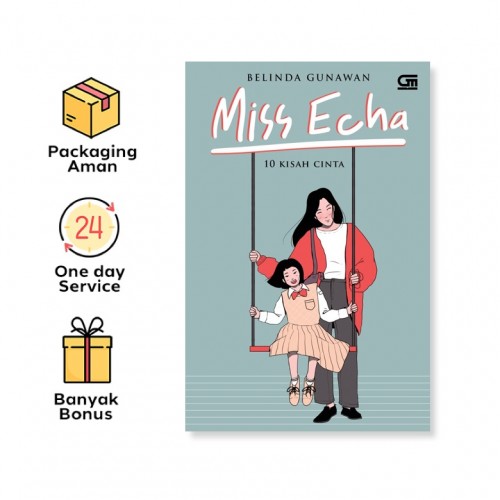 Packaging
Aman
24
One day
Service
Banyak
Bonus
BELINDA GUNAWAN
GM
Miss Echa
10 KISAH CINTA